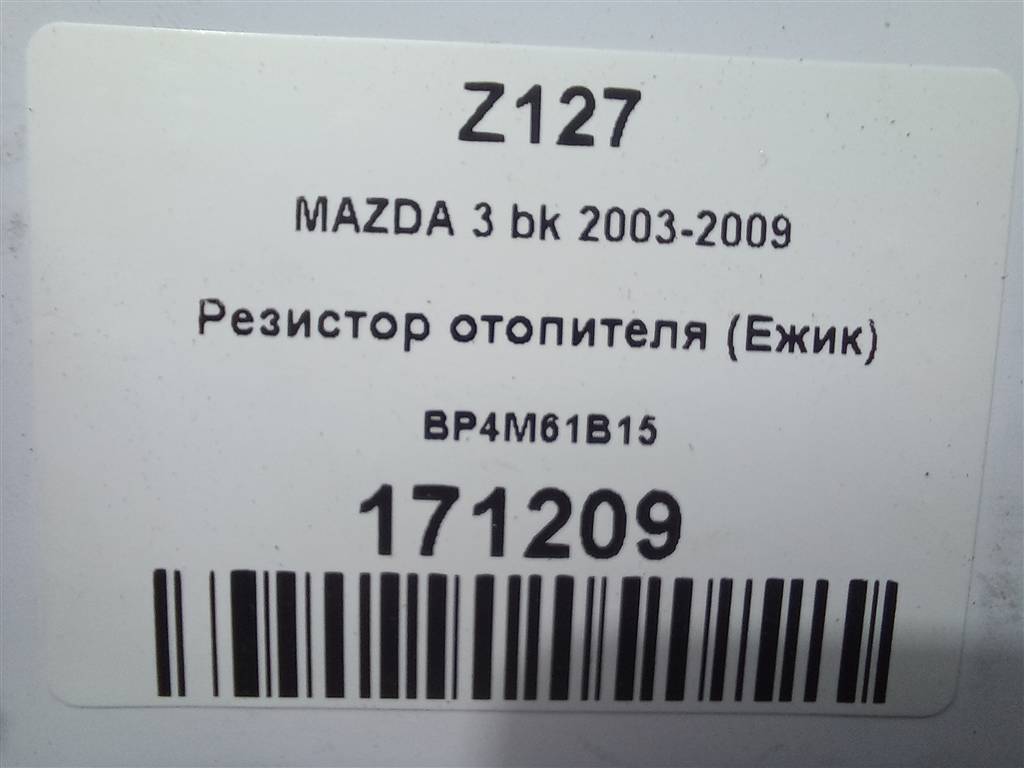 Z127
MAZDA 3 bk 2003-2009
Резистор отопителя (Ежик)
BP4M61B15
171209